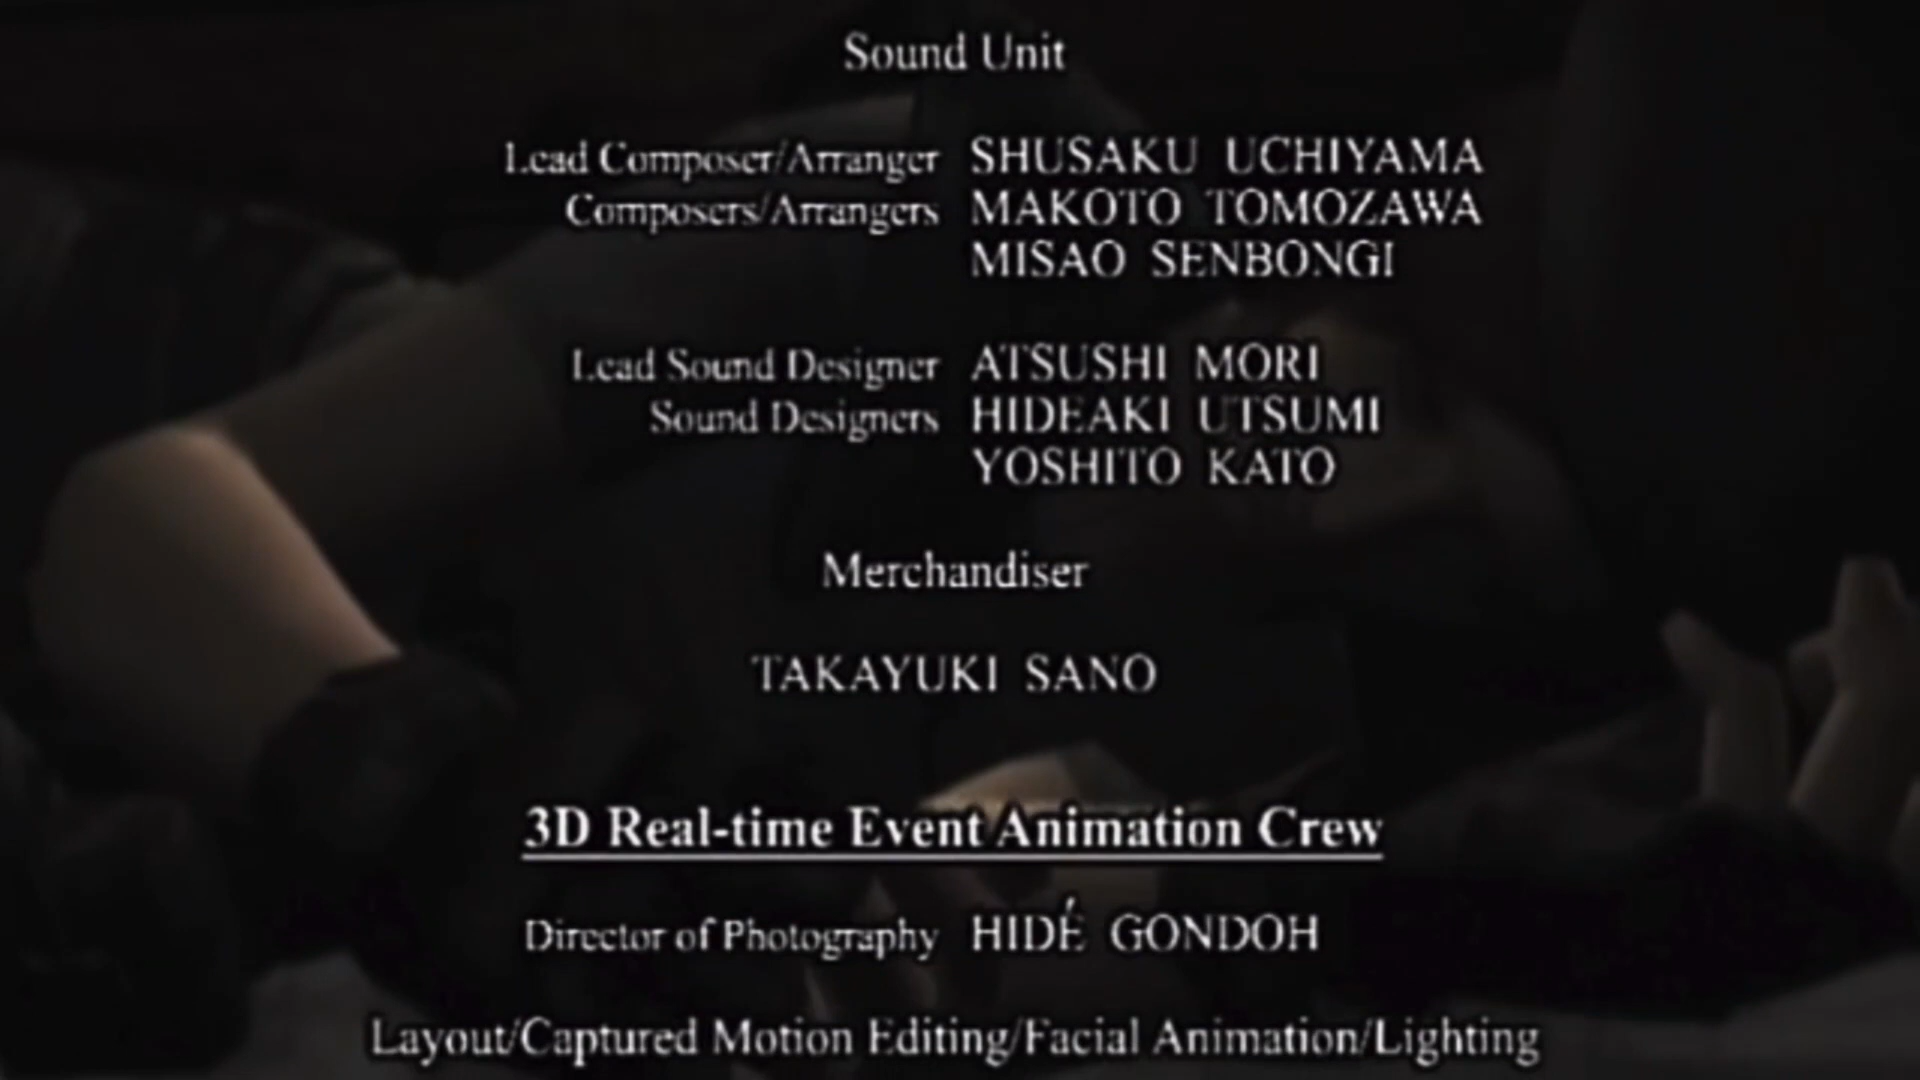 Sound Unit
Lead Composer/Arranger SHUSAKU UCHIYAMA
Composers/Arrangers MAKOTO TOMOZAWA
MISAO SENBONGI
Lead Sound Designer ATSUSHI MORI
Sound Designers HIDEAKI UTSUMI
YOSHITO KATO
Merchandiser
TAKAYUKI SANO
3D Real-time Event Animation Crew
Director of Photography HIDÉ GONDOH
Layout/Captured Motion Editing/Facial Animation/Lighting